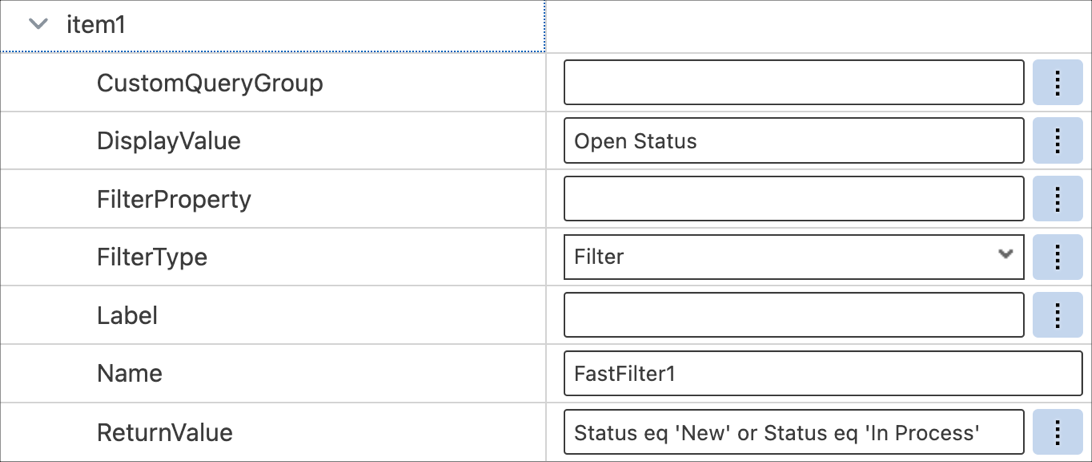 item1
CustomQueryGroup
DisplayValue Open Status
FilterProperty
FilterType Filter
Label
Name FastFilter1
ReturnValue Status eq 'New' or Status eq 'In Process'